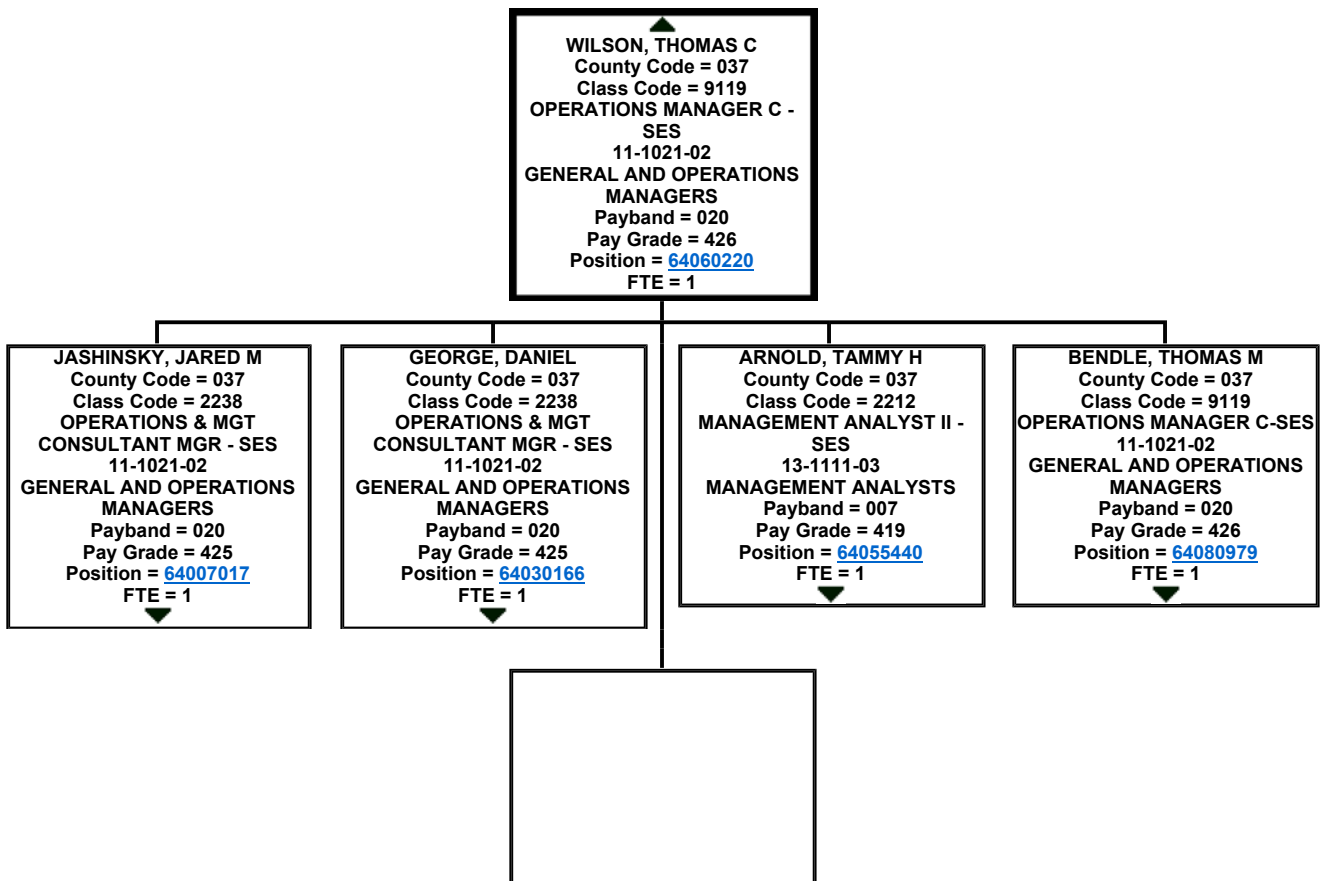 WILSON, THOMAS C
County Code = 037
Class Code = 9119
OPERATIONS MANAGER C -
SES
11-1021-02
GENERAL AND OPERATIONS
MANAGERS
Payband = 020
Pay Grade = 426
Position = 64060220
FTE = 1
JASHINSKY, JARED M
County Code = 037
Class Code = 2238
OPERATIONS & MGT
CONSULTANT MGR - SES
11-1021-02
GENERAL AND OPERATIONS
MANAGERS
Payband = 020
Pay Grade = 425
Position = 64007017
FTE = 1
GEORGE, DANIEL
County Code = 037
Class Code = 2238
OPERATIONS & MGT
CONSULTANT MGR - SES
11-1021-02
GENERAL AND OPERATIONS
MANAGERS
Payband = 020
Pay Grade = 425
Position = 64030166
FTE = 1
ARNOLD, TAMMY H
County Code = 037
Class Code = 2212
MANAGEMENT ANALYST II -
SES
13-1111-03
MANAGEMENT ANALYSTS
Payband = 007
Pay Grade = 419
Position = 64055440
FTE = 1
BENDLE, THOMAS M
County Code = 037
Class Code = 9119
OPERATIONS MANAGER C-SES
11-1021-02
GENERAL AND OPERATIONS
MANAGERS
Payband = 020
Pay Grade = 426
Position = 64080979
FTE = 1